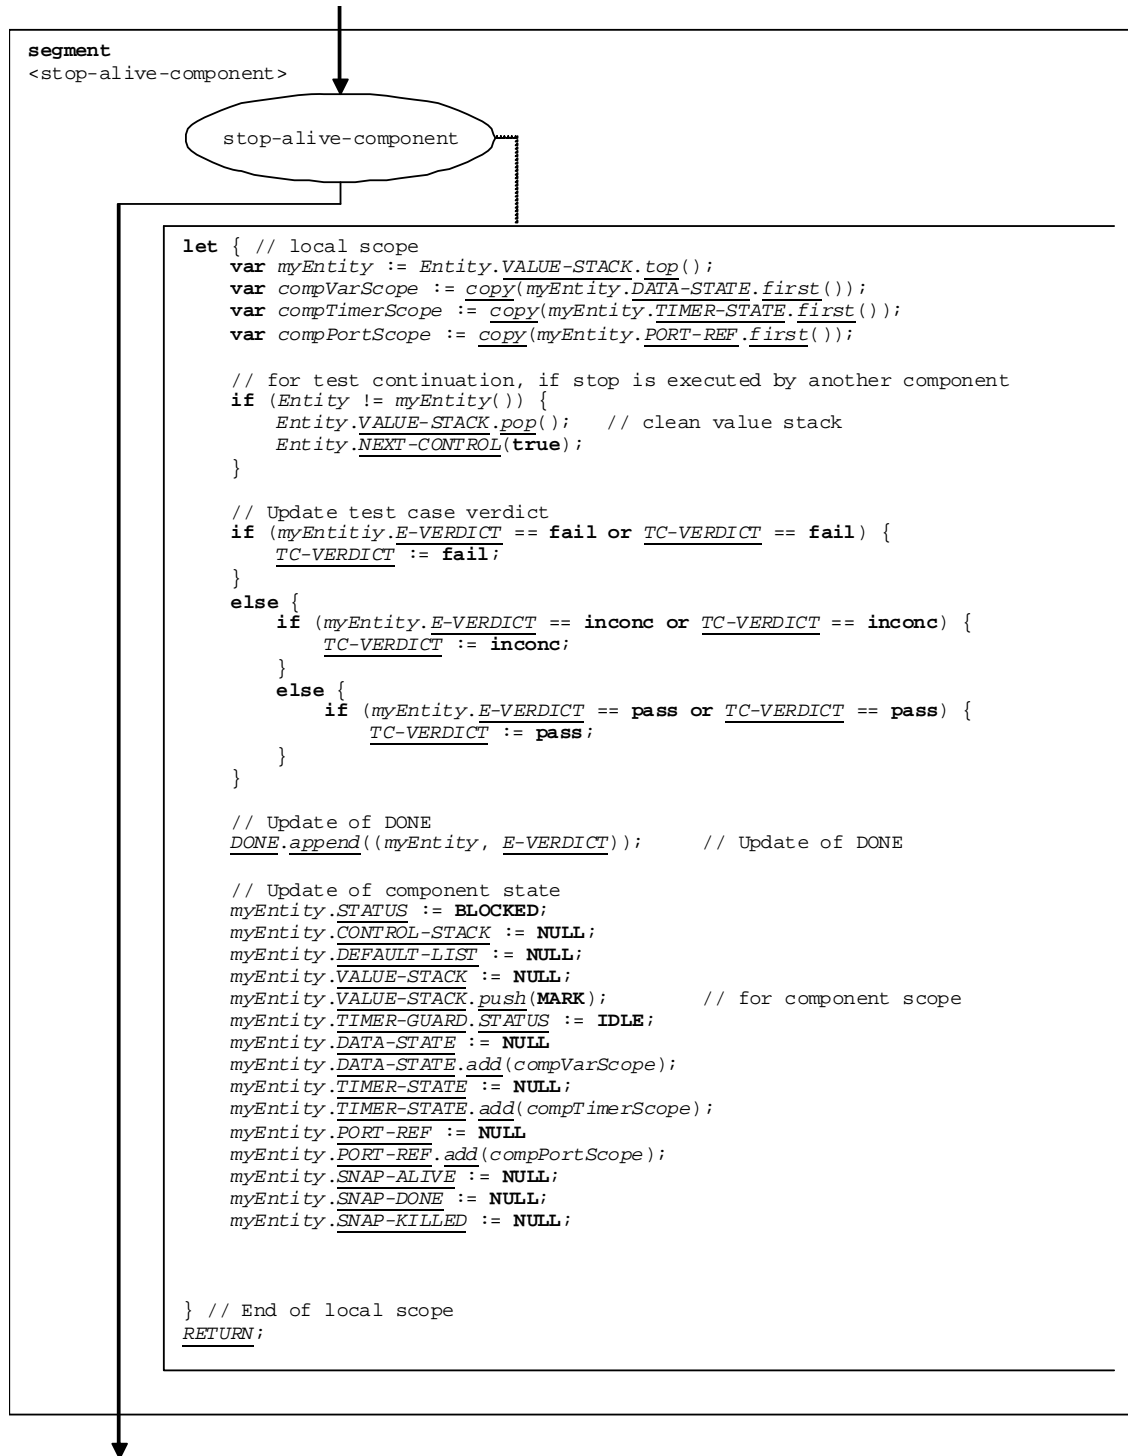 segment
<stop-alive-component>
stop-alive-component
let { // local scope
var myEntity := Entity.VALUE-STACK.top();
var compVarScope := copy(myEntity.DATA-STATE.first());
var compTimerScope := copy(myEntity.TIMER-STATE.first());
var compPortScope := copy(myEntity.PORT-REF.first());
// for test continuation, if stop is executed by another component
if (Entity != myEntity()) {
Entity.VALUE-STACK.pop(); // clean value stack
Entity.NEXT-CONTROL(true);
}
// Update test case verdict
if (myEntitiy.E-VERDICT == fail or TC-VERDICT == fail) {
TC-VERDICT := fail;
}
else {
if (myEntity.E-VERDICT == inconc or TC-VERDICT == inconc) {
TC-VERDICT := inconc;
}
else {
if (myEntity.E-VERDICT == pass or TC-VERDICT == pass) {
TC-VERDICT := pass;
}
}
// Update of DONE
DONE.append((myEntity, E-VERDICT)); // Update of DONE
// Update of component state
myEntity.STATUS := BLOCKED;
myEntity.CONTROL-STACK := NULL;
myEntity.DEFAULT-LIST := NULL;
myEntity.VALUE-STACK := NULL;
myEntity.VALUE-STACK.push(MARK); // for component scope
myEntity.TIMER-GUARD.STATUS := IDLE;
myEntity.DATA-STATE := NULL
myEntity.DATA-STATE.add(compVarScope);
myEntity.TIMER-STATE := NULL;
myEntity.TIMER-STATE.add(compTimerScope);
myEntity.PORT-REF := NULL
myEntity.PORT-REF.add(compPortScope);
myEntity.SNAP-ALIVE := NULL;
myEntity.SNAP-DONE := NULL;
myEntity.SNAP-KILLED := NULL;
} // End of local scope
RETURN;